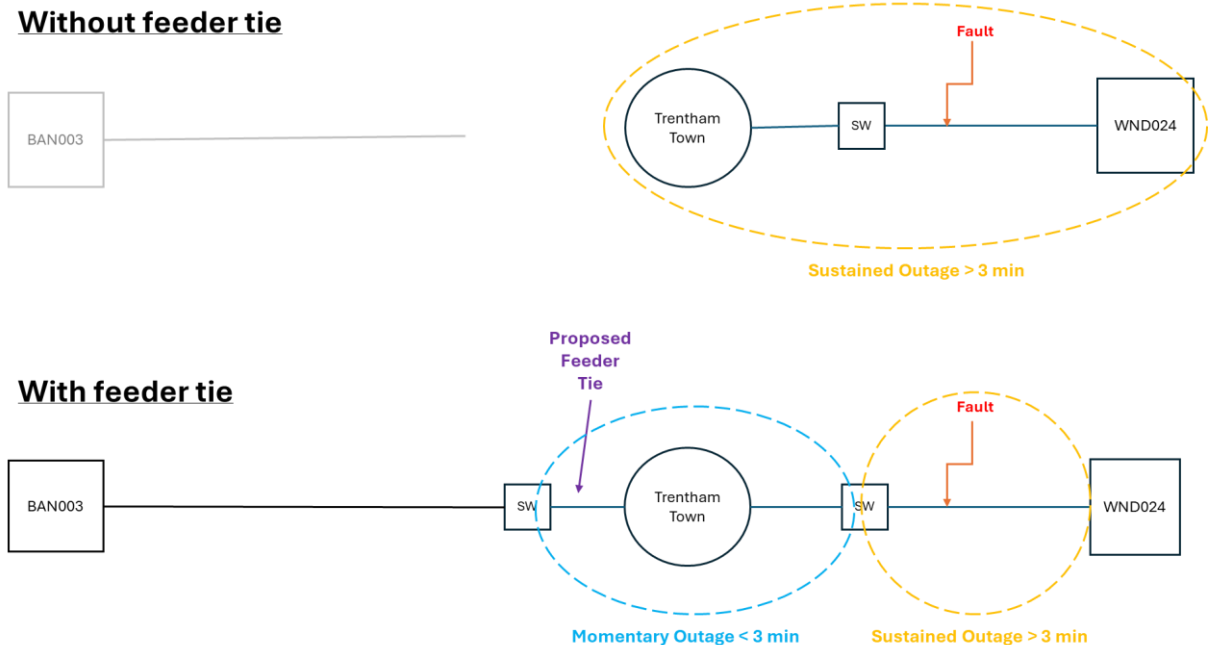 Without feeder tie
Fault
BAN003
Trentham
Town
SW
WND024
Sustained Outage > 3 min
Proposed
Feeder
Tie
With feeder tie
Fault
BAN003
SW
Trentham
Town
SW
WND024
Momentary Outage < 3 min
Sustained Outage > 3 min